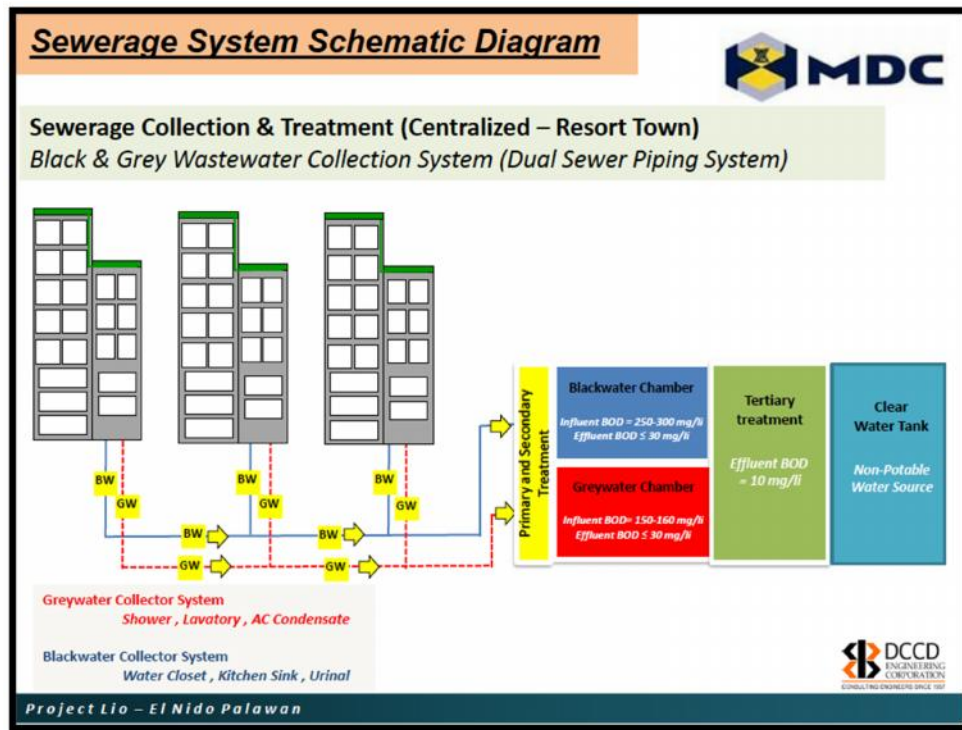 Sewerage System Schematic Diagram
MDC
Sewerage Collection & Treatment (Centralized – Resort Town)
Black & Grey Wastewater Collection System (Dual Sewer Piping System)
BW
GW
BW
GW
BW
GW
BW
BW
GW
GW
Primary and Secondary
Treatment
Blackwater Chamber
Influent BOD = 250-300 mg/li
Effluent BOD ≤ 30 mg/li
Greywater Chamber
Influent BOD= 150-160 mg/li
Effluent BOD ≤ 30 mg/li
Tertiary
treatment
Effluent BOD
= 10 mg/li
Clear
Water Tank
Non-Potable
Water Source
Greywater Collector System
Shower , Lavatory , AC Condensate
Blackwater Collector System
Water Closet , Kitchen Sink , Urinal
DCCD
ENGINEERING
CORPORATION
CONSULTING ENGINEERS SINCE 1957
Project Lio – El Nido Palawan